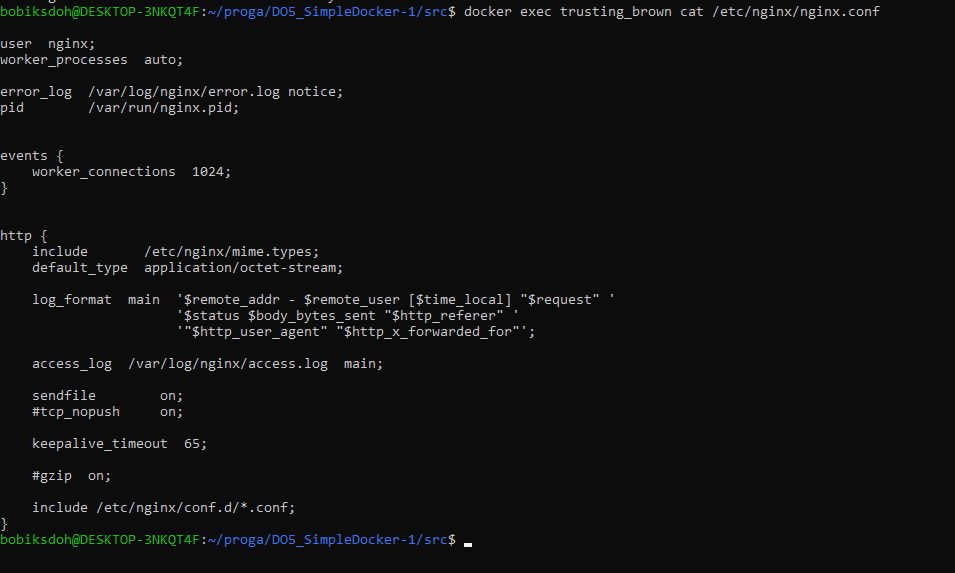 bobiksdoh@DESKTOP-3NKQT4F:~/proga/DO5_SimpleDocker-1/src$ docker exec trusting_brown cat /etc/nginx/nginx.conf
user  nginx;
worker_processes  auto;
error_log  /var/log/nginx/error.log notice;
pid        /var/run/nginx.pid;
events {
    worker_connections  1024;
}
http {
    include       /etc/nginx/mime.types;
    default_type  application/octet-stream;
    log_format  main  '$remote_addr - $remote_user [$time_local] "$request" '
                      '$status $body_bytes_sent "$http_referer" '
                      '"$http_user_agent" "$http_x_forwarded_for"';
    access_log  /var/log/nginx/access.log  main;
    sendfile        on;
    #tcp_nopush     on;
    keepalive_timeout  65;
    #gzip  on;
    include /etc/nginx/conf.d/*.conf;
}
bobiksdoh@DESKTOP-3NKQT4F:~/proga/DO5_SimpleDocker-1/src$